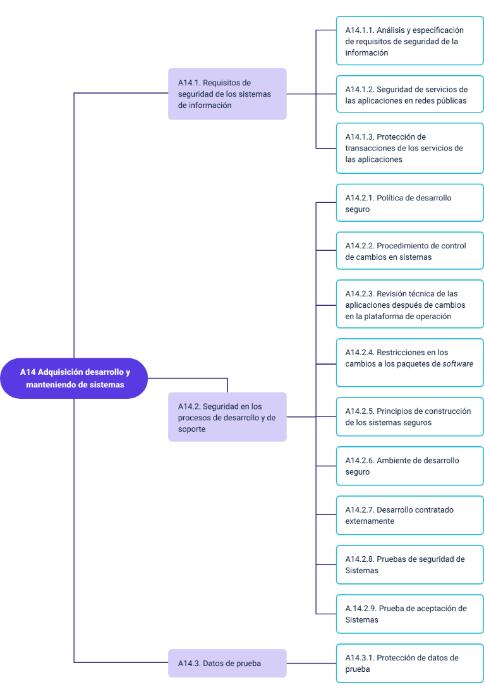 A14.1.1. Análisis y especificación
de requisitos de seguridad de la
información
A14.1. Requisitos de
seguridad de los sistemas
de información
A14.1.2. Seguridad de servicios de
las aplicaciones en redes públicas
A14.1.3. Protección de
transacciones de los servicios de
las aplicaciones
A14.2.1. Política de desarrollo
seguro
A14.2.2. Procedimiento de control
de cambios en sistemas
A14.2.3. Revisión técnica de las
aplicaciones después de cambios
en la plataforma de operación
A14.2.4. Restricciones en los
cambios a los paquetes de software
A14 Adquisición desarrollo y
manteniendo de sistemas
A14.2. Seguridad en los
procesos de desarrollo y de
soporte
A14.2.5. Principios de construcción
de los sistemas seguros
A14.2.6. Ambiente de desarrollo
seguro
A14.2.7. Desarrollo contratado
externamente
A14.2.8. Pruebas de seguridad de
Sistemas
A.14.2.9. Prueba de aceptación de
Sistemas
A14.3. Datos de prueba
A14.3.1. Protección de datos de
prueba